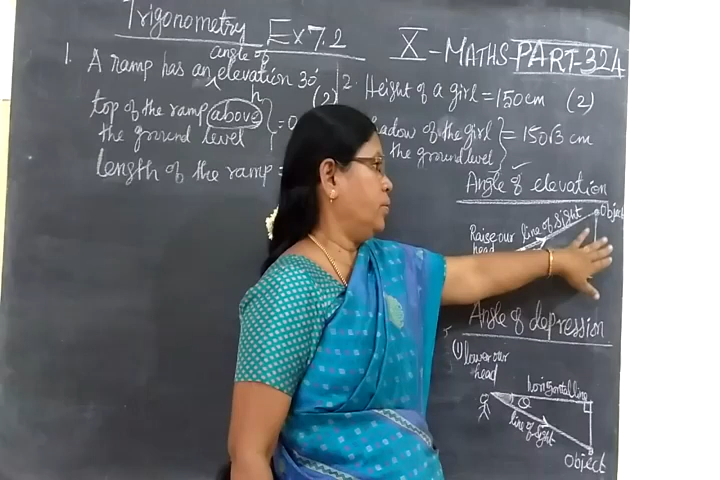 Trigonometry Ex 7.2 X - MATHS PART-324
1. A ramp has an angle of elevation 30°
top of the ramp above the ground level } h = 0
(2)
length of the ramp =
2. Height of a girl = 150 cm (2)
shadow of the girl
the ground level } = 150√3 cm
Angle of elevation
Object
line of sight
Raise our
head
Angle of depression
(1) lower our
head
horizontal line
θ
line of sight
Object